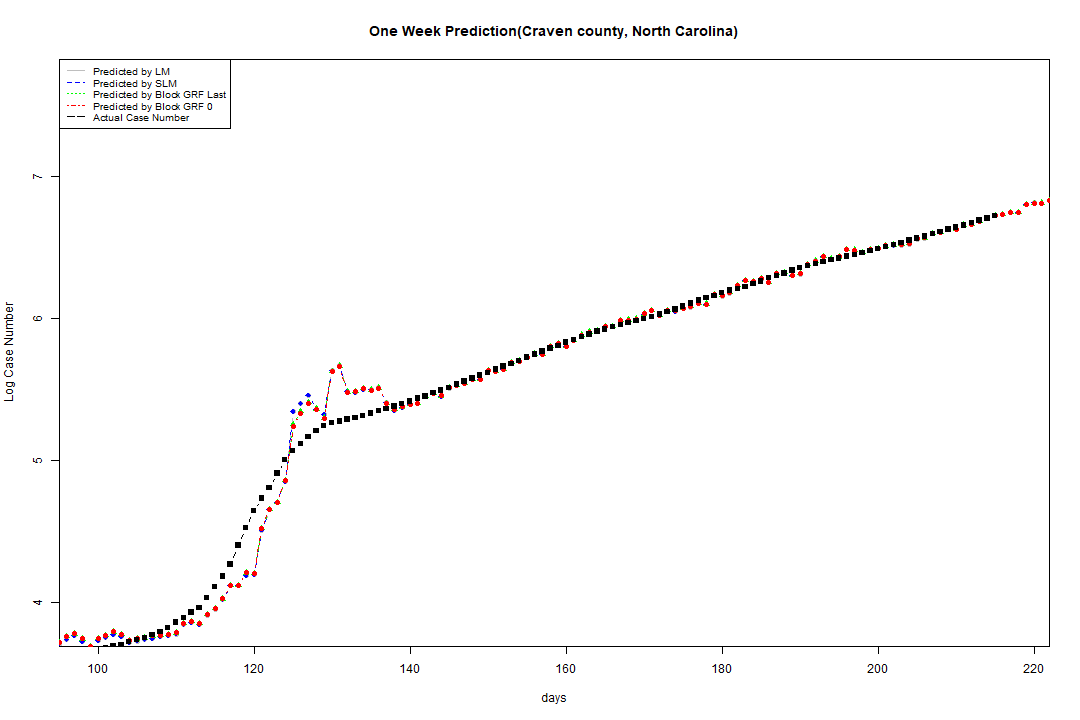 One Week Prediction(Craven county, North Carolina)
Predicted by LM
Predicted by SLM
Predicted by Block GRF Last
Predicted by Block GRF 0
Actual Case Number
7
6
5
4
Log Case Number
100 120 140 160 180 200 220
days